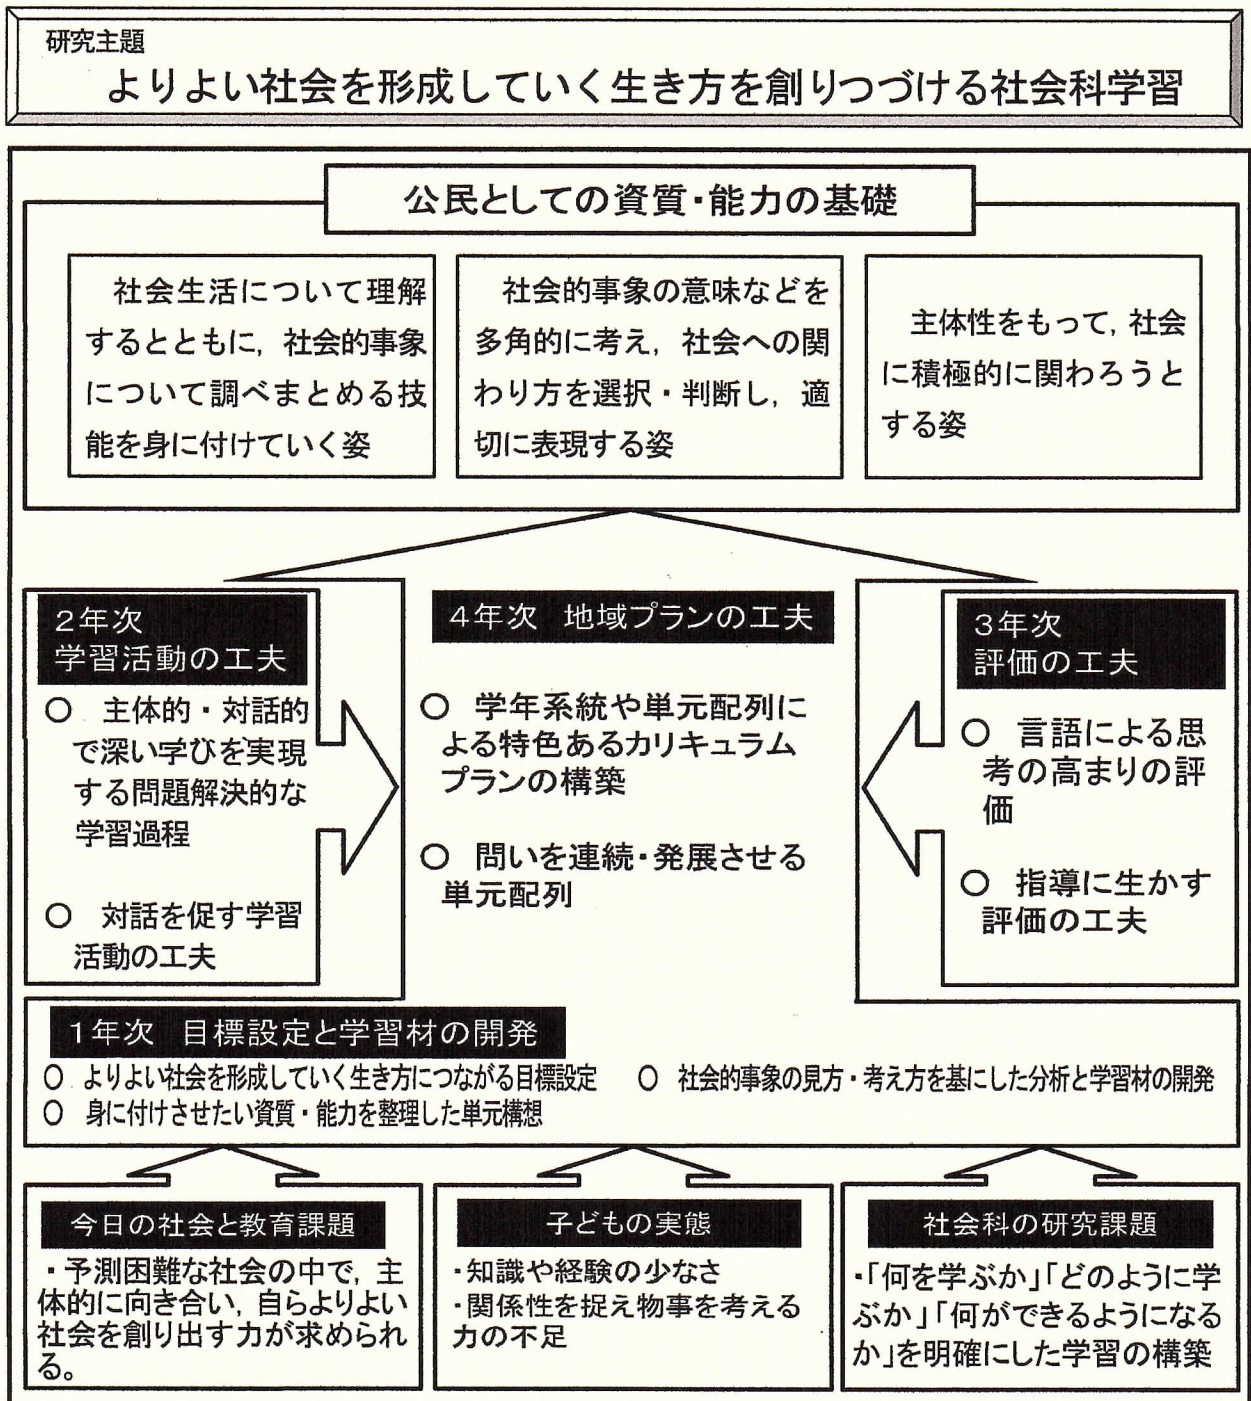 研究主題
よりよい社会を形成していく生き方を創りつづける社会科学習
公民としての資質・能力の基礎
社会生活について理解
するとともに，社会的事象
について調べまとめる技
能を身に付けていく姿
社会的事象の意味などを
多角的に考え，社会への関
わり方を選択・判断し，適
切に表現する姿
主体性をもって，社会
に積極的に関わろうと
する姿
２年次
学習活動の工夫
○　主体的・対話的
で深い学びを実現
する問題解決的な
学習過程
○　対話を促す学習
活動の工夫
４年次　地域プランの工夫
○　学年系統や単元配列に
よる特色あるカリキュラム
プランの構築
○　問いを連続・発展させる
単元配列
３年次
評価の工夫
○　言語による思
考の高まりの評
価
○　指導に生かす
評価の工夫
１年次　目標設定と学習材の開発
○　よりよい社会を形成していく生き方につながる目標設定　○　社会的事象の見方・考え方を基にした分析と学習材の開発
○　身に付けさせたい資質・能力を整理した単元構想
今日の社会と教育課題
・予測困難な社会の中で，主
体的に向き合い，自らよりよい
社会を創り出す力が求められ
る。
子どもの実態
・知識や経験の少なさ
・関係性を捉え物事を考える
力の不足
社会科の研究課題
・「何を学ぶか」「どのように学
ぶか」「何ができるようになる
か」を明確にした学習の構築